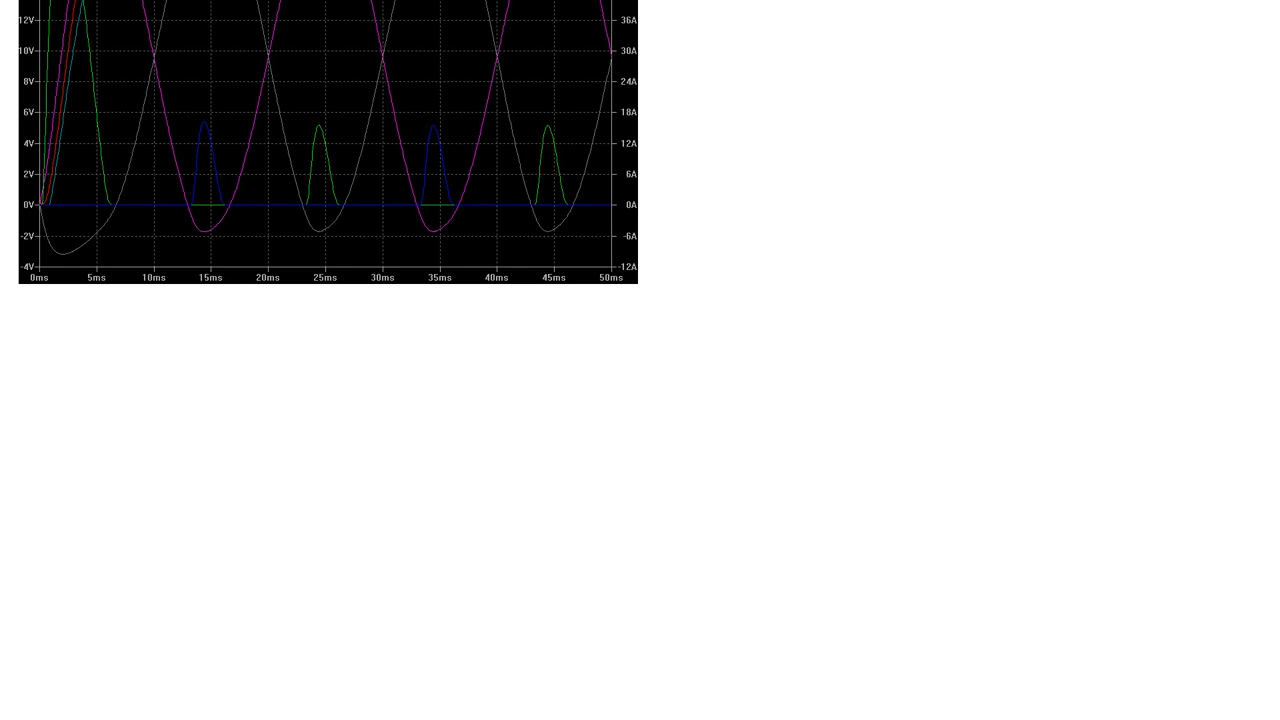 12V 36A
10V 30A
8V 24A
6V 18A
4V 12A
2V 6A
0V 0A
-2V -6A
-4V -12A
0ms 5ms 10ms 15ms 20ms 25ms 30ms 35ms 40ms 45ms 50ms